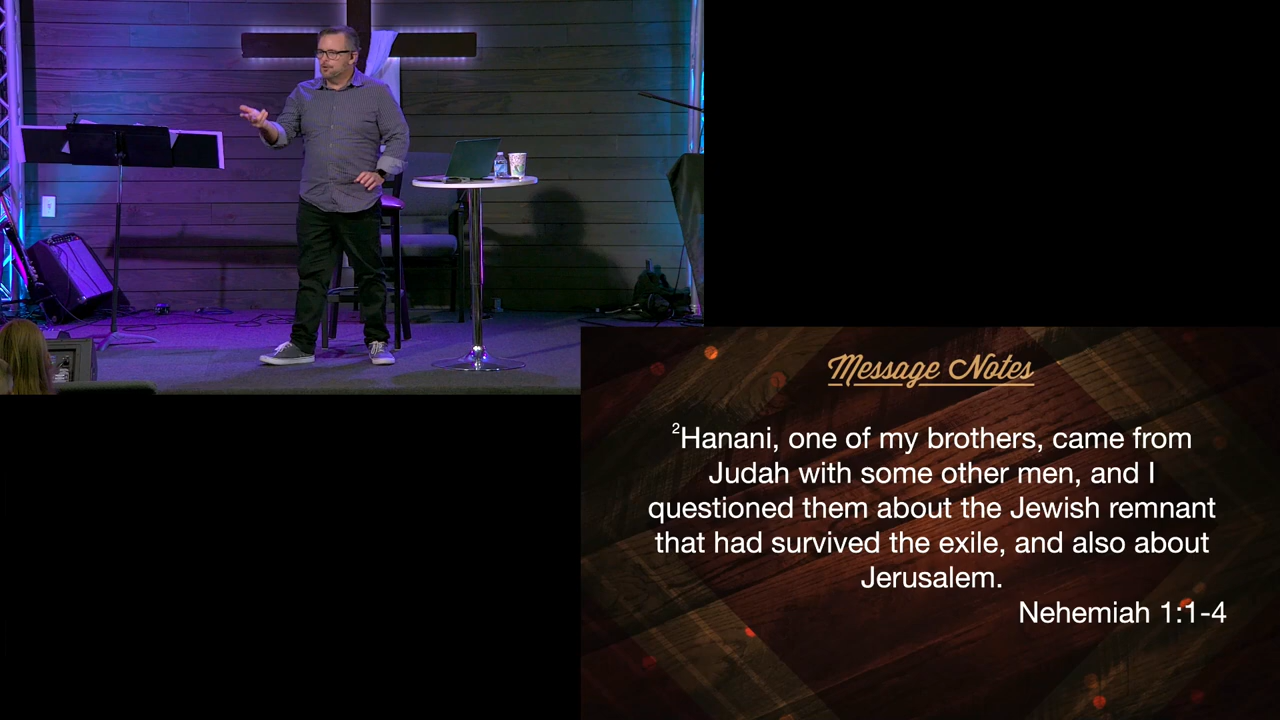 Message Notes
²Hanani, one of my brothers, came from
Judah with some other men, and I
questioned them about the Jewish remnant
that had survived the exile, and also about
Jerusalem.
Nehemiah 1:1-4